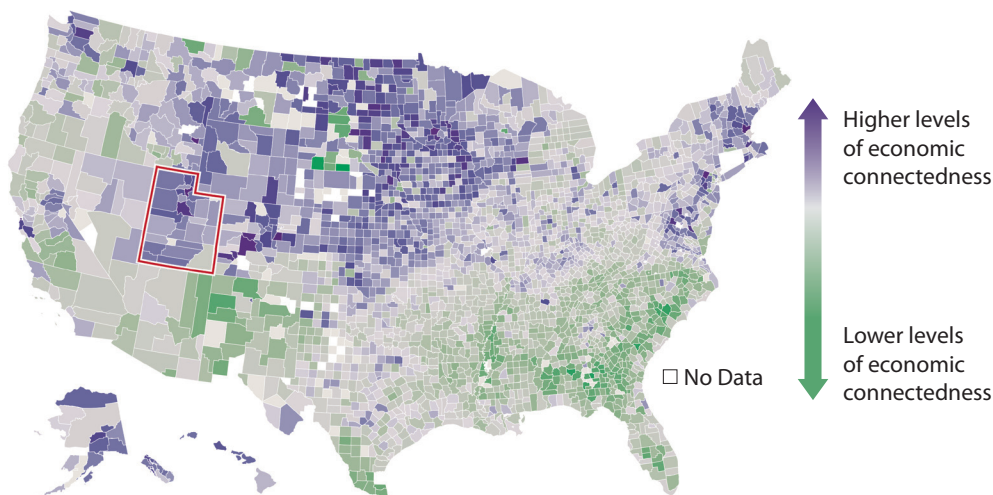 Higher levels
of economic
connectedness
Lower levels
of economic
connectedness
No Data